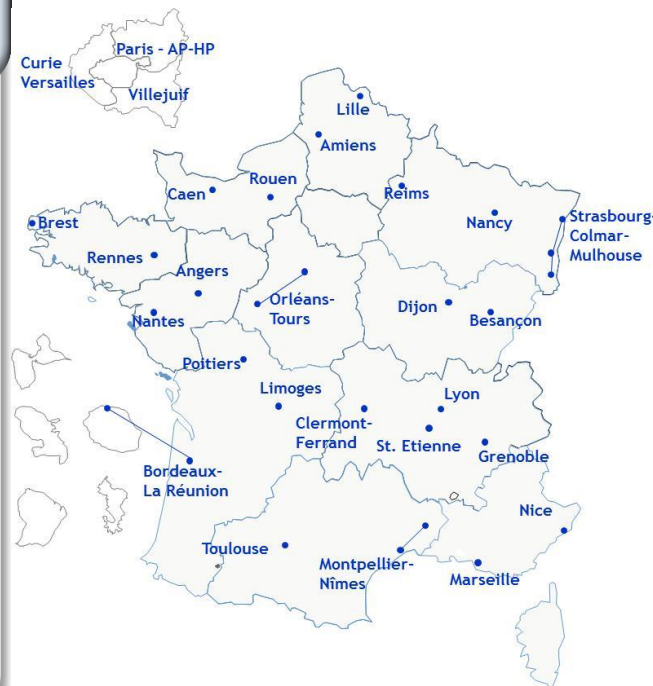 Paris - AP-HP
Curie
Versailles
Villejuif
Lille
Amiens
Rouen
Caen
Reims
Nancy
Strasbourg-
Colmar-
Mulhouse
Brest
Rennes
Angers
Nantes
Orléans-
Tours
Dijon
Besançon
Poitiers
Limoges
Clermont-
Ferrand
Lyon
St. Etienne
Grenoble
Bordeaux-
La Réunion
Nice
Toulouse
Montpellier-
Nîmes
Marseille